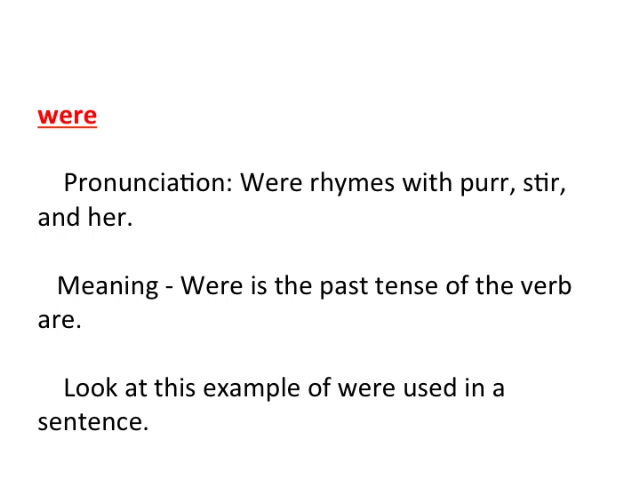 were
Pronunciation: Were rhymes with purr, stir,
and her.
Meaning - Were is the past tense of the verb
are.
Look at this example of were used in a
sentence.